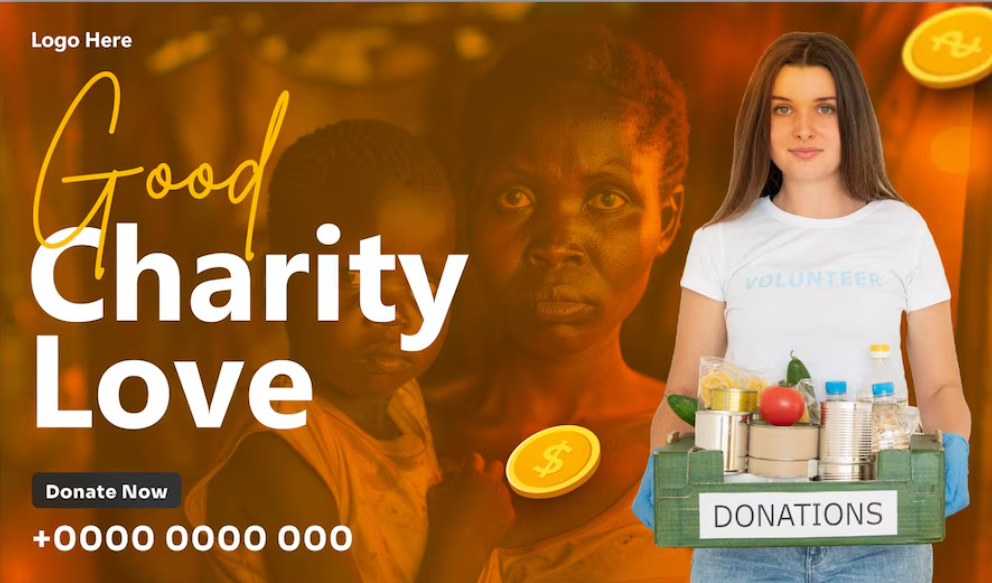 Logo Here
Good
Charity
Love
Donate Now
+0000 0000 000
VOLUNTEER
$
DONATIONS